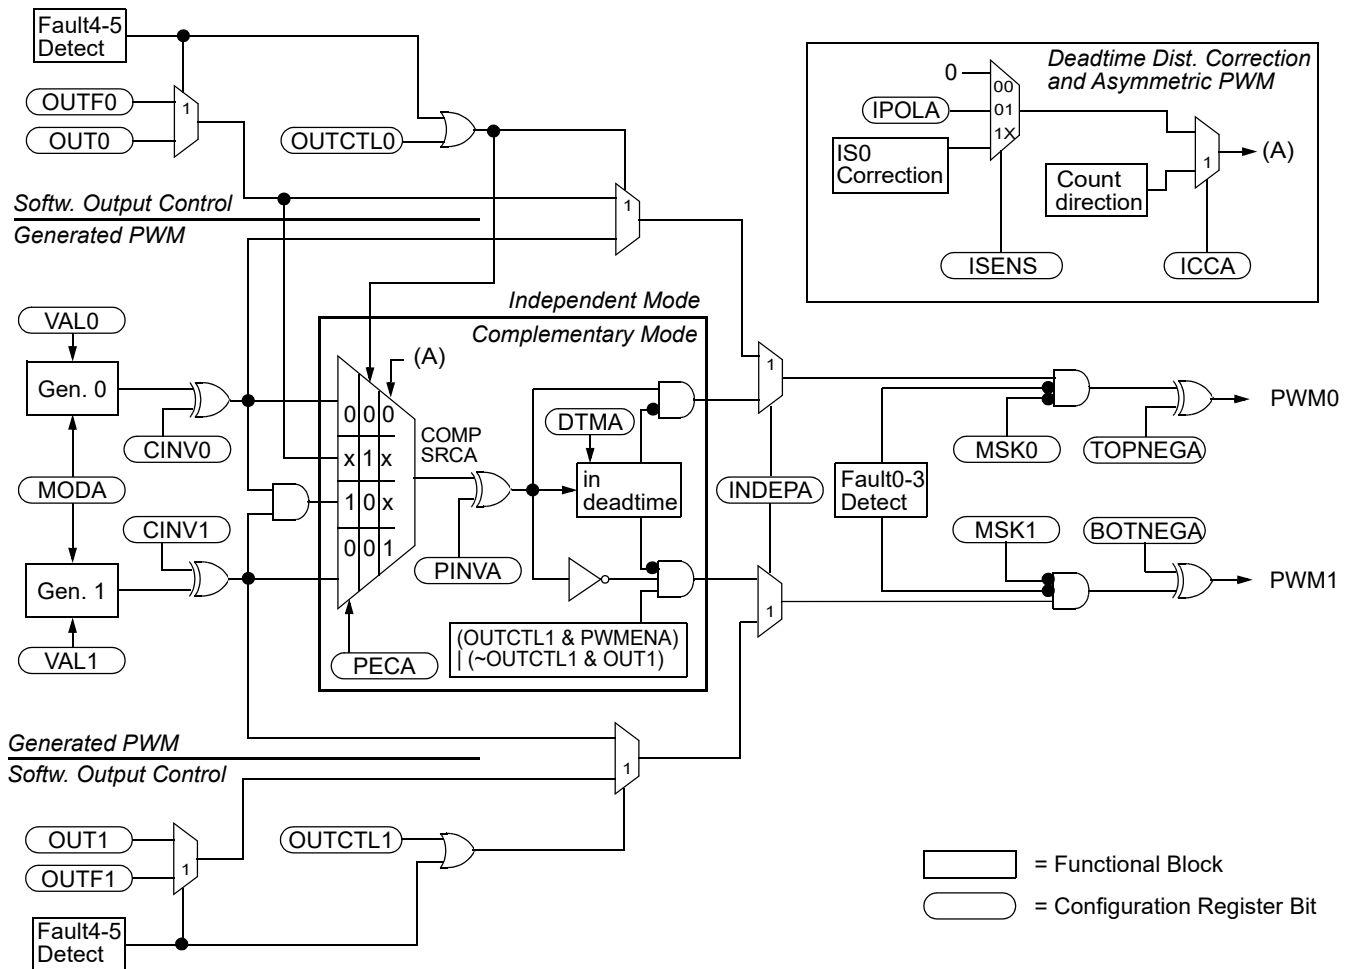 Fault4-5
Detect
OUTF0
1
OUT0
OUTCTL0
Softw. Output Control
Generated PWM
1
Deadtime Dist. Correction
and Asymmetric PWM
0
00
IPOLA
01
1X
IS0
Correction
1
(A)
Count
direction
ISENS
ICCA
VAL0
Gen. 0
CINV0
MODA
CINV1
Gen. 1
VAL1
Independent Mode
Complementary Mode
(A)
0 0 0
x 1 x
1 0 x
0 0 1
COMP
SRCA
PINVA
PECA
DTMA
in
deadtime
(OUTCTL1 & PWMENA)
| (~OUTCTL1 & OUT1)
1
INDEPA
1
MSK0
Fault0-3
Detect
MSK1
TOPNEGA
BOTNEGA
PWM0
PWM1
Generated PWM
Softw. Output Control
1
OUT1
OUTF1
1
OUTCTL1
Fault4-5
Detect
= Functional Block
= Configuration Register Bit